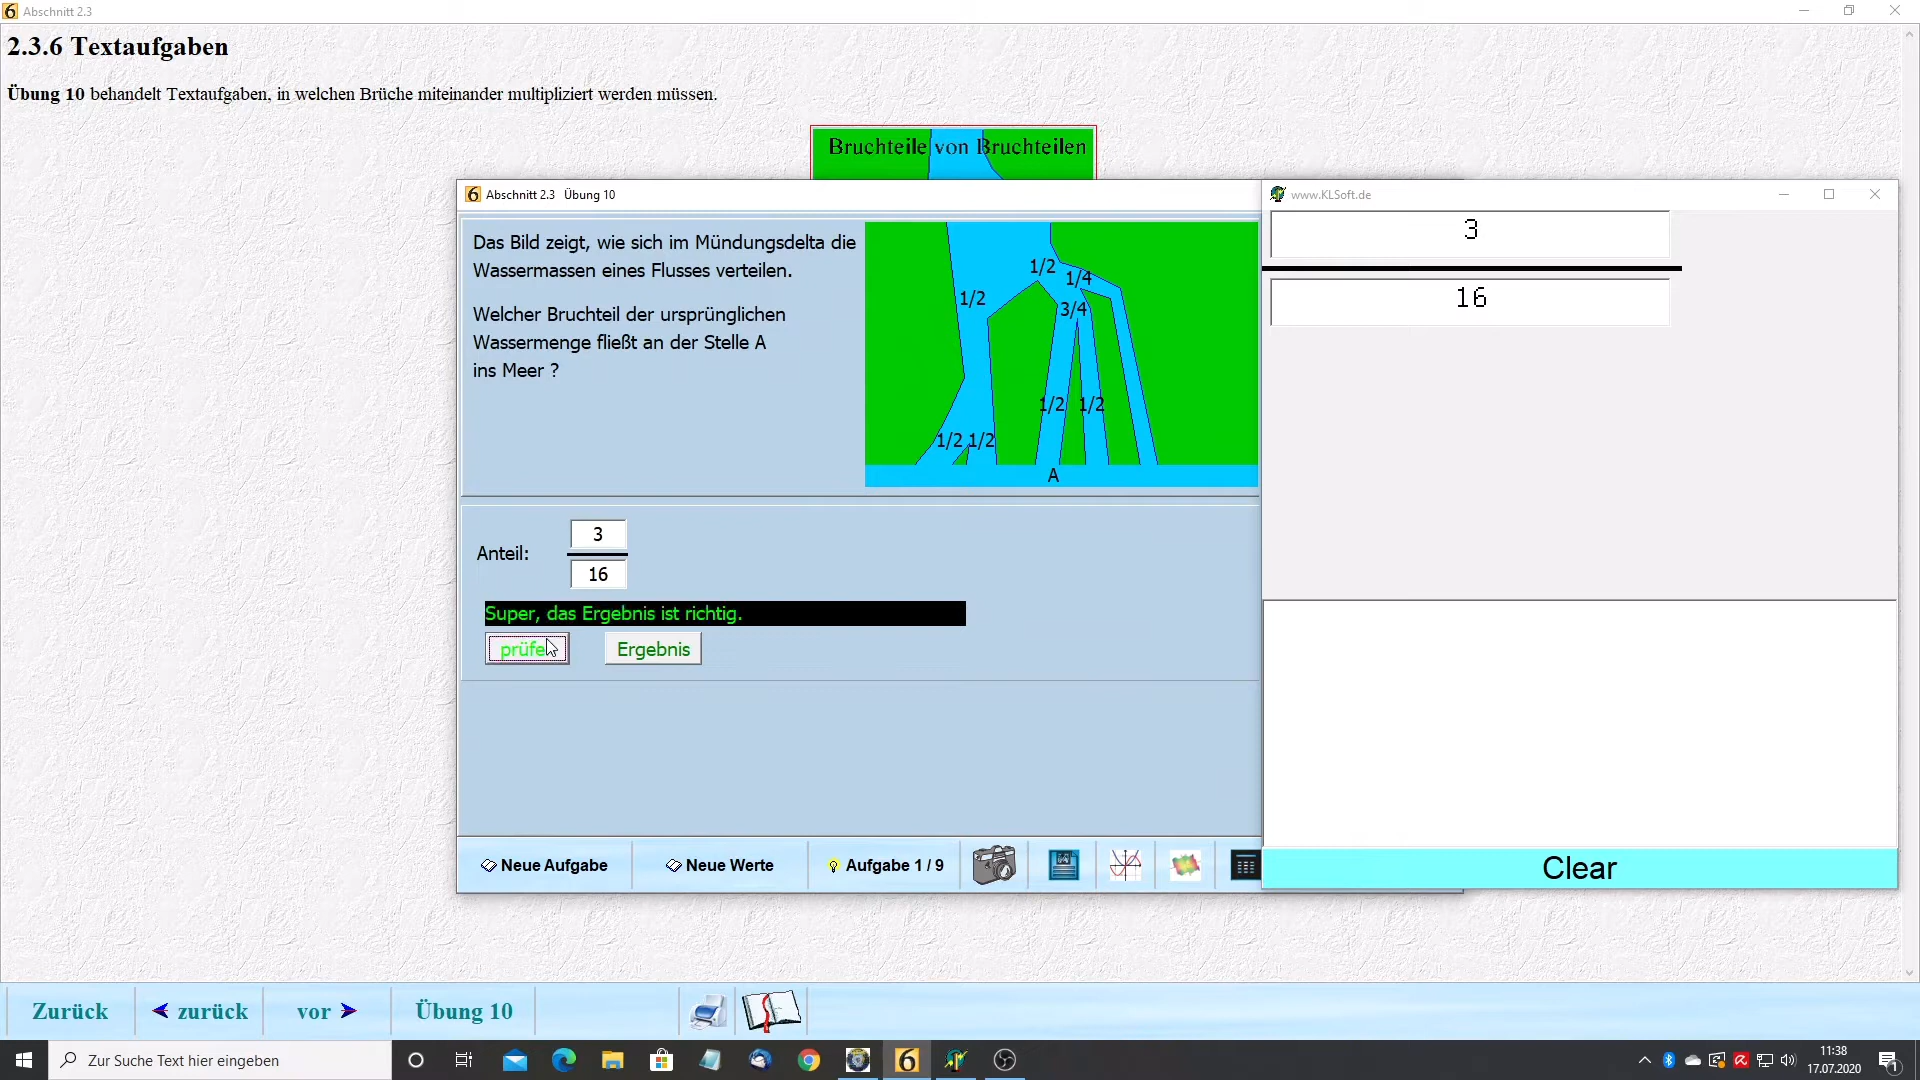 Abschnitt 2.3
2.3.6 Textaufgaben
Übung 10 behandelt Textaufgaben, in welchen Brüche miteinander multipliziert werden müssen.
Bruchteile von Bruchteilen
Abschnitt 2.3 Übung 10
www.KLSoft.de
Das Bild zeigt, wie sich im Mündungsdelta die
Wassermassen eines Flusses verteilen.
Welcher Bruchteil der ursprünglichen
Wassermenge fließt an der Stelle A
ins Meer ?
1/2
1/4
1/2
3/4
1/2 1/2
1/2 1/2
A
3
16
Anteil:
3
16
Super, das Ergebnis ist richtig.
prüfe
Ergebnis
Neue Aufgabe
Neue Werte
Aufgabe 1 / 9
Clear
Zurück
zurück
vor
Übung 10
Zur Suche Text hier eingeben
11:38
17.07.2020